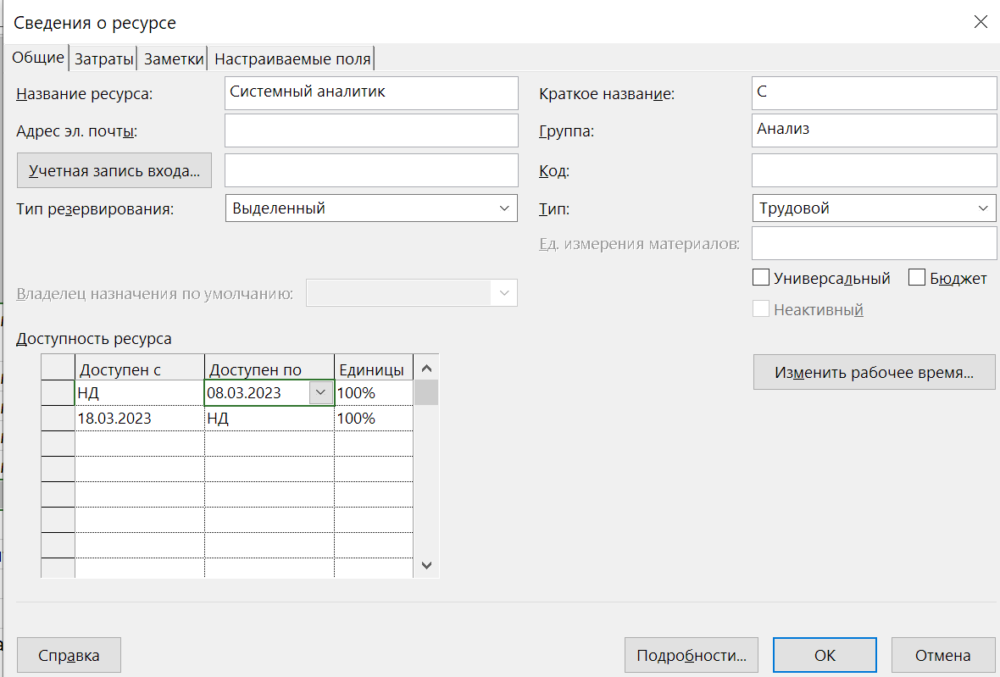 Сведения о ресурсе
Общие Затраты Заметки Настраиваемые поля
Название ресурса: Системный аналитик Краткое название: С
Адрес эл. почты: Группа: Анализ
Учетная запись входа... Код:
Тип резервирования: Выделенный Тип: Трудовой
Ед. измерения материалов:
Универсальный Бюджет
Владелец назначения по умолчанию:
Неактивный
Доступность ресурса
Доступен с Доступен по Единицы Изменить рабочее время...
НД 08.03.2023 100%
18.03.2023 НД 100%
Справка Подробности... ОК Отмена